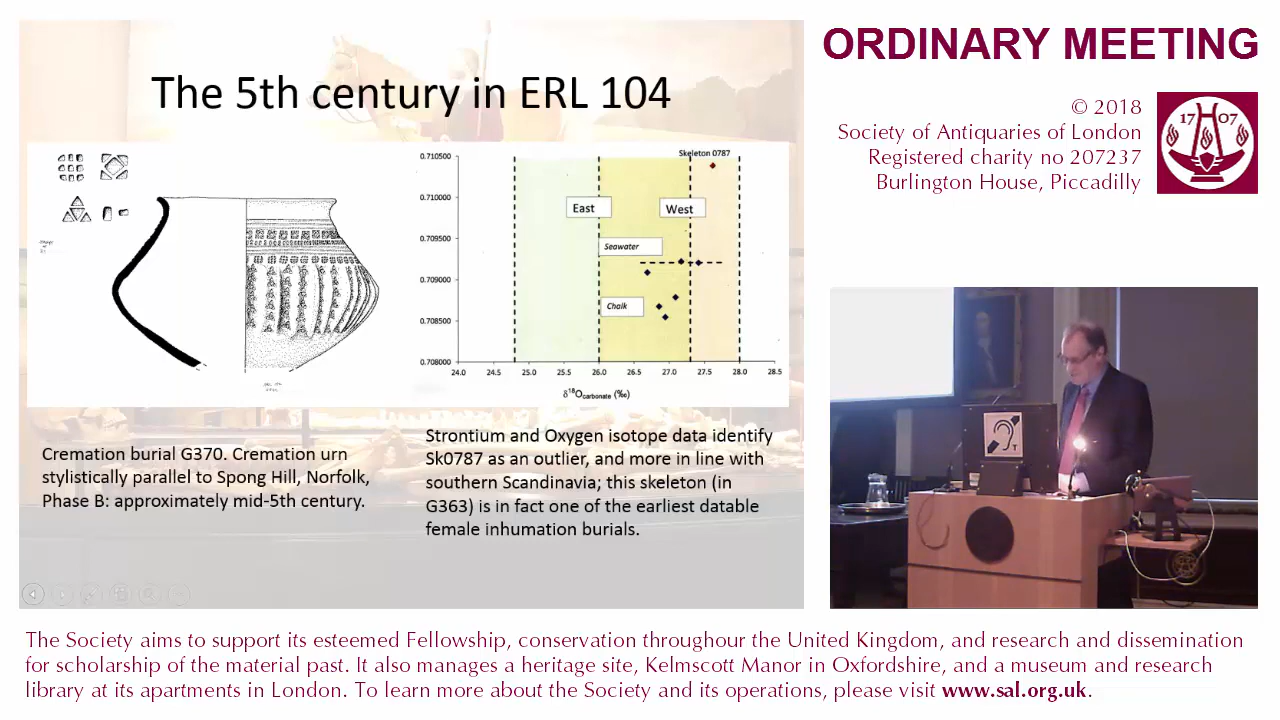 The 5th century in ERL 104
Skeleton 0787
0.710500
0.710000
0.709500
0.709000
0.708500
0.708000
East
West
Seawater
Chalk
24.0 24.5 25.0 25.5 26.0 26.5 27.0 27.5 28.0 28.5
δ18Ocarbonate (‰)
Cremation burial G370. Cremation urn
stylistically parallel to Spong Hill, Norfolk,
Phase B: approximately mid-5th century.
Strontium and Oxygen isotope data identify
Sk0787 as an outlier, and more in line with
southern Scandinavia; this skeleton (in
G363) is in fact one of the earliest datable
female inhumation burials.
ORDINARY MEETING
© 2018
Society of Antiquaries of London
Registered charity no 207237
Burlington House, Piccadilly
17 07
T
The Society aims to support its esteemed Fellowship, conservation throughour the United Kingdom, and research and dissemination
for scholarship of the material past. It also manages a heritage site, Kelmscott Manor in Oxfordshire, and a museum and research
library at its apartments in London. To learn more about the Society and its operations, please visit www.sal.org.uk.